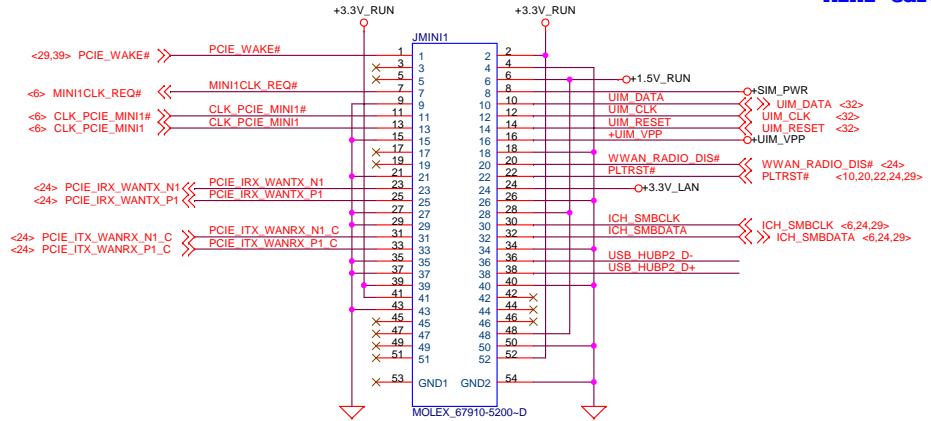 +3.3V_RUN
+3.3V_RUN
JMINI1
<29,39> PCIE_WAKE# PCIE_WAKE# 1 1 2 2
3 3 4 4
5 5 6 6 +1.5V_RUN
<6> MINI1CLK_REQ# MINI1CLK_REQ# 7 7 8 8 +SIM_PWR
9 9 10 10 UIM_DATA UIM_DATA <32>
<6> CLK_PCIE_MINI1# CLK_PCIE_MINI1# 11 11 12 12 UIM_CLK UIM_CLK <32>
<6> CLK_PCIE_MINI1 CLK_PCIE_MINI1 13 13 14 14 UIM_RESET UIM_RESET <32>
15 15 16 16 +UIM_VPP +UIM_VPP
17 17 18 18
19 19 20 20 WWAN_RADIO_DIS# WWAN_RADIO_DIS# <24>
21 21 22 22 PLTRST# PLTRST# <10,20,22,24,29>
<24> PCIE_IRX_WANTX_N1 PCIE_IRX_WANTX_N1 23 23 24 24 +3.3V_LAN
<24> PCIE_IRX_WANTX_P1 PCIE_IRX_WANTX_P1 25 25 26 26
27 27 28 28
29 29 30 30 ICH_SMBCLK ICH_SMBCLK <6,24,29>
<24> PCIE_ITX_WANRX_N1_C PCIE_ITX_WANRX_N1_C 31 31 32 32 ICH_SMBDATA ICH_SMBDATA <6,24,29>
<24> PCIE_ITX_WANRX_P1_C PCIE_ITX_WANRX_P1_C 33 33 34 34
35 35 36 36 USB_HUBP2_D-
37 37 38 38 USB_HUBP2_D+
39 39 40 40
41 41 42 42
43 43 44 44
45 45 46 46
47 47 48 48
49 49 50 50
51 51 52 52
53 GND1 GND2 54
MOLEX_67910-5200~D